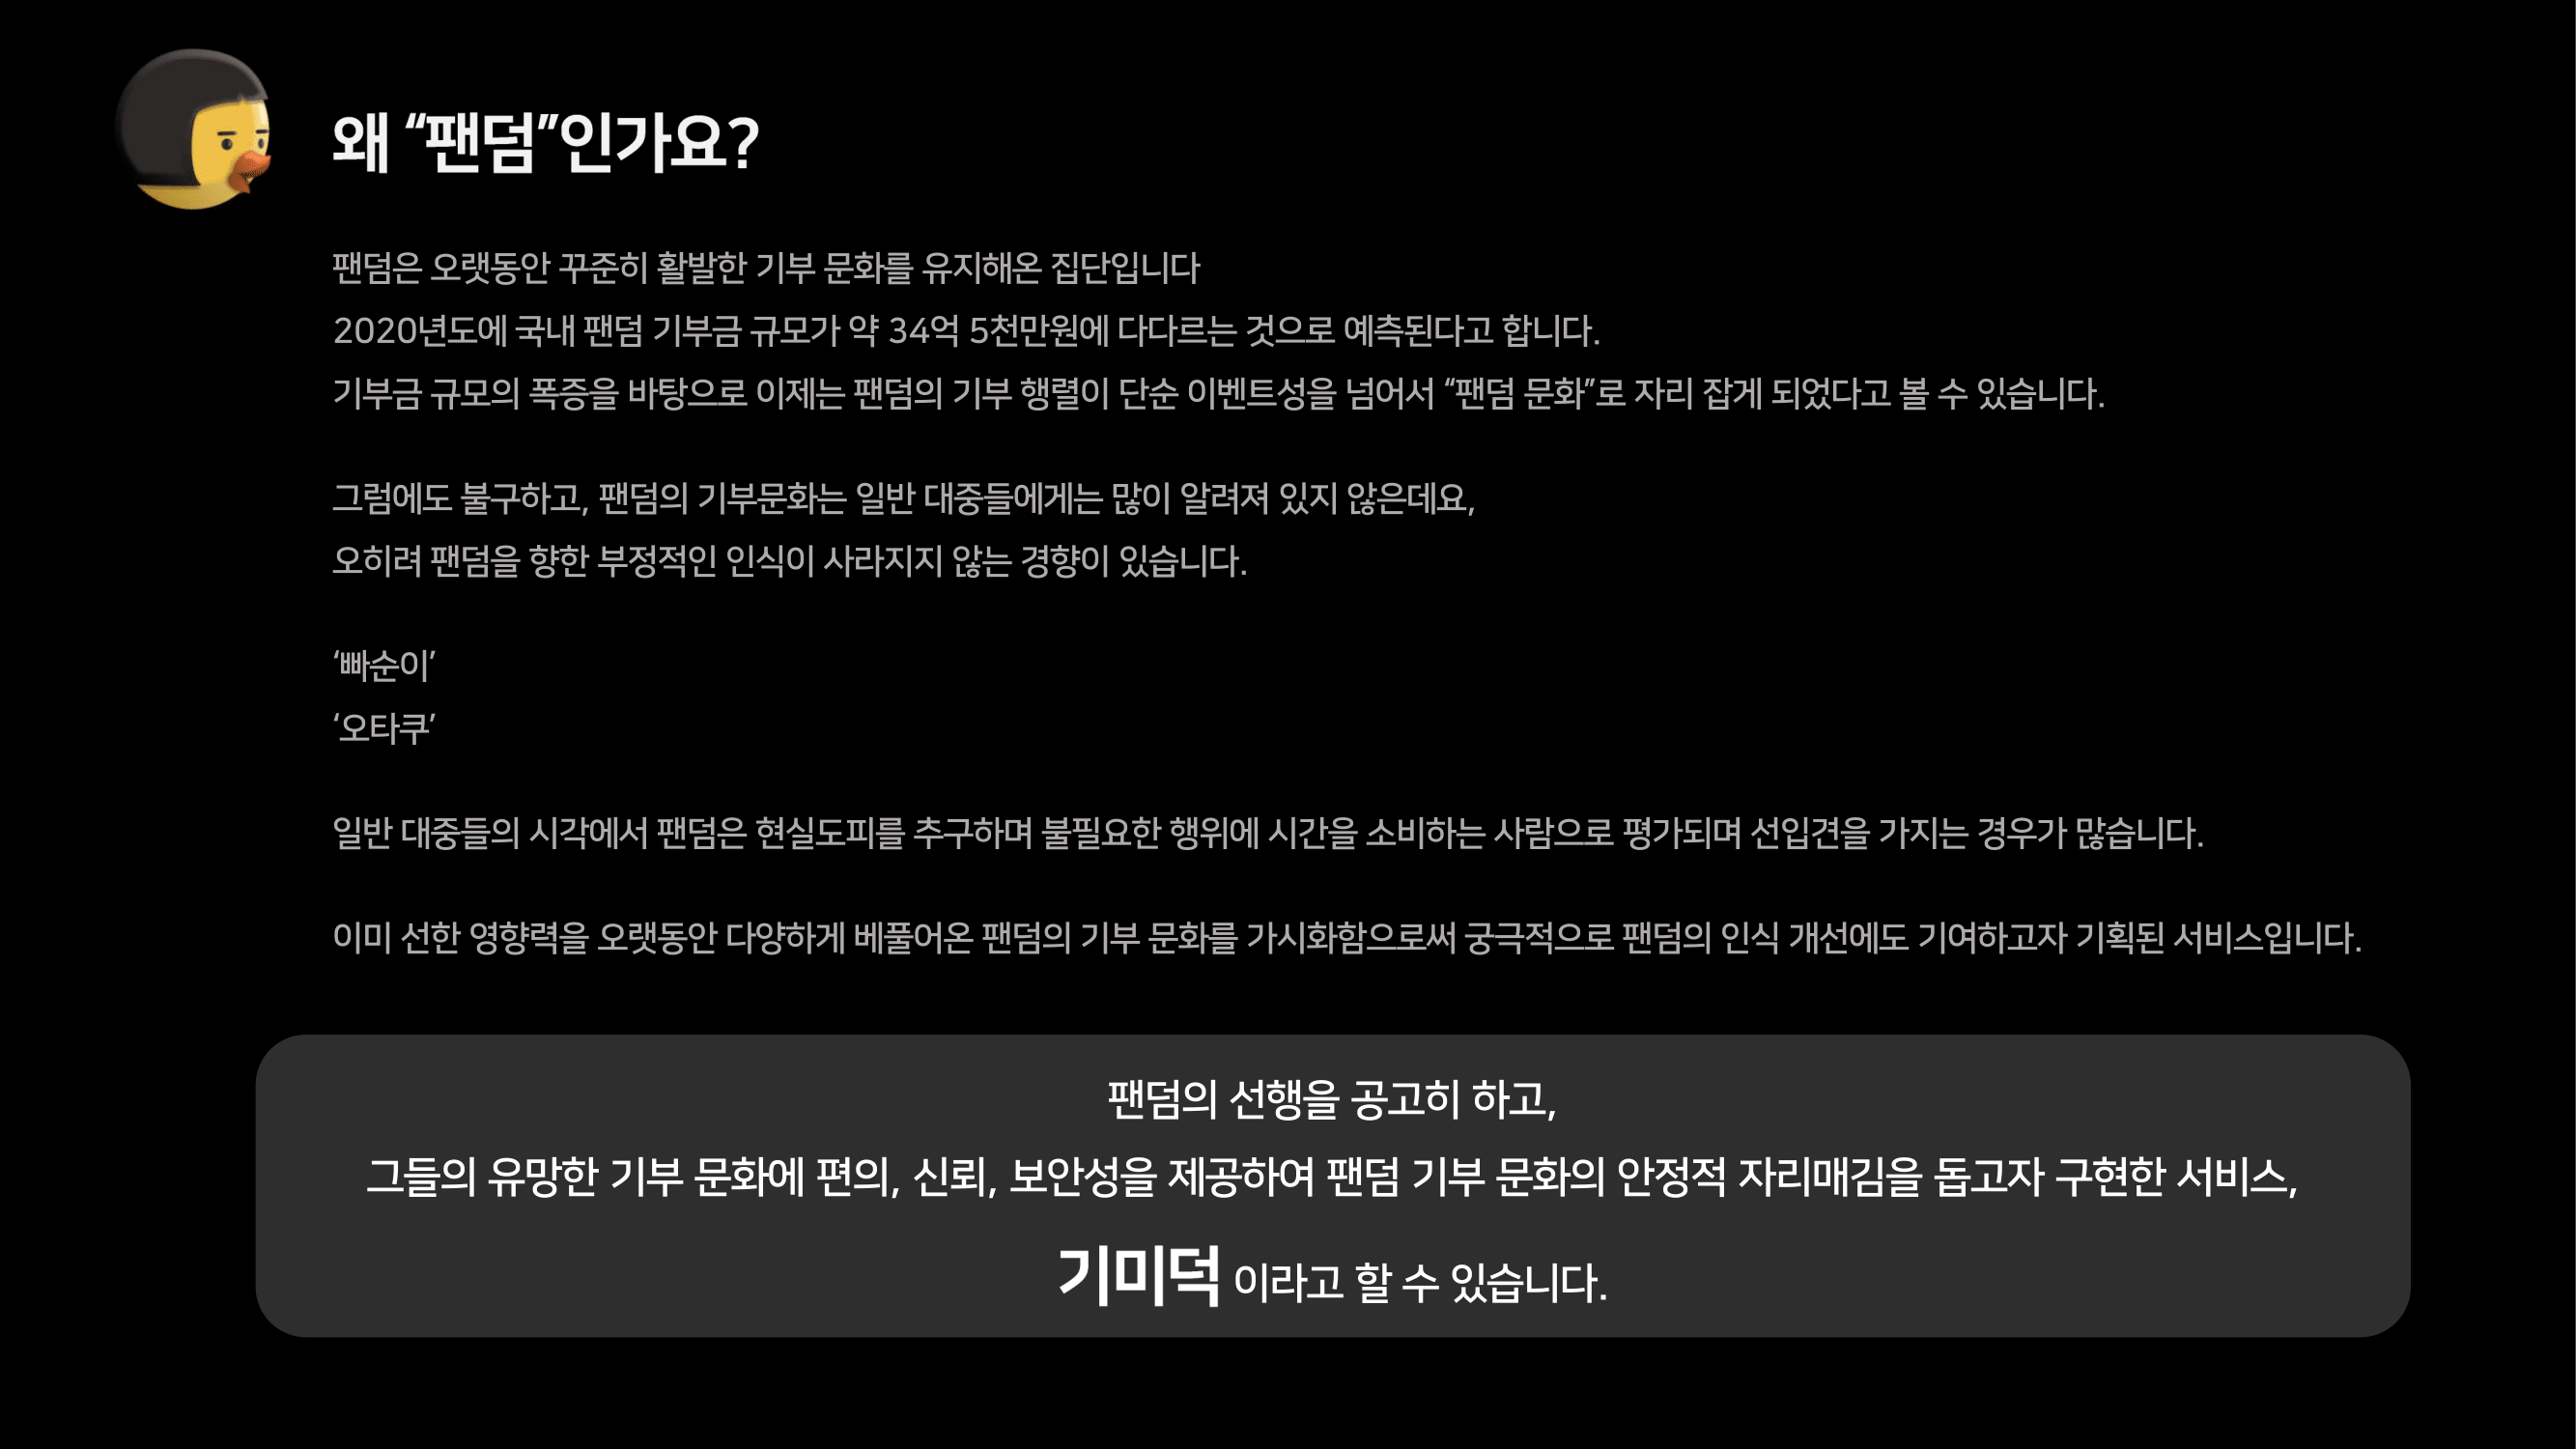 왜 “팬덤”인가요?
팬덤은 오랫동안 꾸준히 활발한 기부 문화를 유지해온 집단입니다
2020년도에 국내 팬덤 기부금 규모가 약 34억 5천만원에 다다르는 것으로 예측된다고 합니다.
기부금 규모의 폭증을 바탕으로 이제는 팬덤의 기부 행렬이 단순 이벤트성을 넘어서 “팬덤 문화”로 자리 잡게 되었다고 볼 수 있습니다.
그럼에도 불구하고, 팬덤의 기부문화는 일반 대중들에게는 많이 알려져 있지 않은데요,
오히려 팬덤을 향한 부정적인 인식이 사라지지 않는 경향이 있습니다.
‘빠순이’
‘오타쿠’
일반 대중들의 시각에서 팬덤은 현실도피를 추구하며 불필요한 행위에 시간을 소비하는 사람으로 평가되며 선입견을 가지는 경우가 많습니다.
이미 선한 영향력을 오랫동안 다양하게 베풀어온 팬덤의 기부 문화를 가시화함으로써 궁극적으로 팬덤의 인식 개선에도 기여하고자 기획된 서비스입니다.
팬덤의 선행을 공고히 하고,
그들의 유망한 기부 문화에 편의, 신뢰, 보안성을 제공하여 팬덤 기부 문화의 안정적 자리매김을 돕고자 구현한 서비스,
기미덕 이라고 할 수 있습니다.